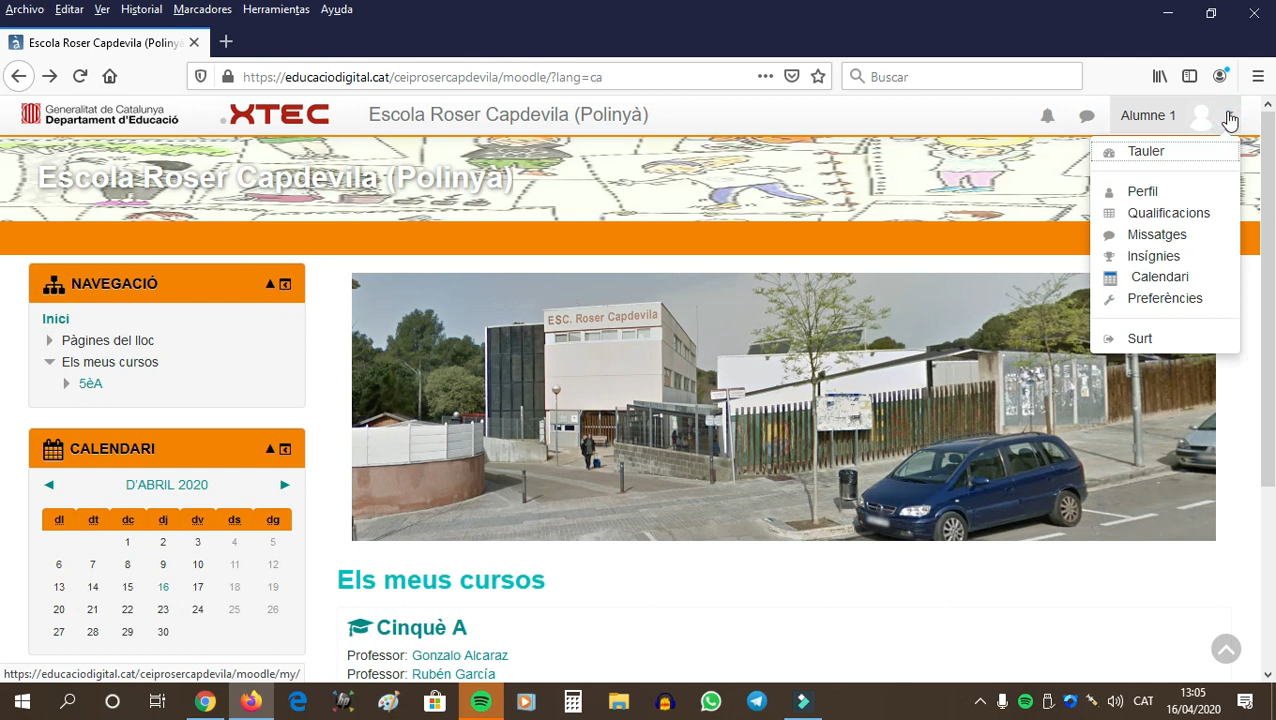 Archivo Editar Ver Historial Marcadores Herramientas Ayuda
Escola Roser Capdevila (Polinyà
https://educaciodigital.cat/ceiprosercapdevila/moodle/?lang=ca
Buscar
Generalitat de Catalunya
Departament d'Educació
XTEC
Escola Roser Capdevila (Polinyà)
Alumne 1
Tauler
Perfil
Qualificacions
Missatges
Insígnies
Calendari
Preferències
Surt
Escola Roser Capdevila (Polinyà)
NAVEGACIÓ
Inici
Pàgines del lloc
Els meus cursos
5èA
ESC. Roser Capdevila
CALENDARI
D'ABRIL 2020
dl dt dc dj dv ds dg
1 2 3 4 5
6 7 8 9 10 11 12
13 14 15 16 17 18 19
20 21 22 23 24 25 26
27 28 29 30
Els meus cursos
Cinquè A
Professor: Gonzalo Alcaraz
Professor: Rubén García
https://educaciodigital.cat/ceiprosercapdevila/moodle/my/
CAT
13:05
16/04/2020